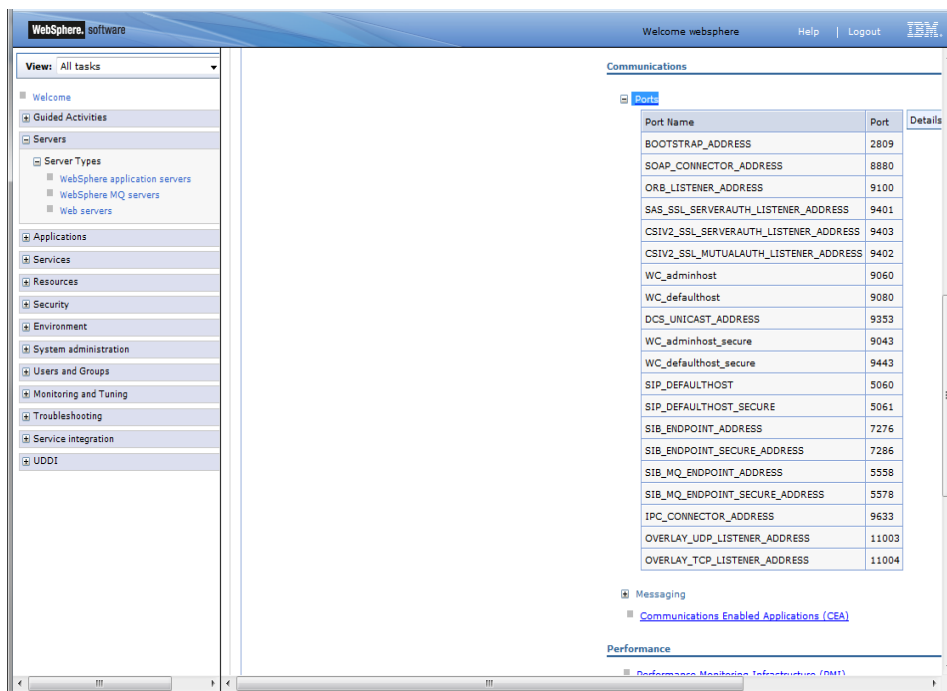 WebSphere. software
Welcome websphere Help | Logout IBM.
View: All tasks
Welcome
Guided Activities
Servers
Server Types
WebSphere application servers
WebSphere MQ servers
Web servers
Applications
Services
Resources
Security
Environment
System administration
Users and Groups
Monitoring and Tuning
Troubleshooting
Service integration
UDDI
Communications
Ports
Port Name Port Details
BOOTSTRAP_ADDRESS 2809
SOAP_CONNECTOR_ADDRESS 8880
ORB_LISTENER_ADDRESS 9100
SAS_SSL_SERVERAUTH_LISTENER_ADDRESS 9401
CSIV2_SSL_SERVERAUTH_LISTENER_ADDRESS 9403
CSIV2_SSL_MUTUALAUTH_LISTENER_ADDRESS 9402
WC_adminhost 9060
WC_defaulthost 9080
DCS_UNICAST_ADDRESS 9353
WC_adminhost_secure 9043
WC_defaulthost_secure 9443
SIP_DEFAULTHOST 5060
SIP_DEFAULTHOST_SECURE 5061
SIB_ENDPOINT_ADDRESS 7276
SIB_ENDPOINT_SECURE_ADDRESS 7286
SIB_MQ_ENDPOINT_ADDRESS 5558
SIB_MQ_ENDPOINT_SECURE_ADDRESS 5578
IPC_CONNECTOR_ADDRESS 9633
OVERLAY_UDP_LISTENER_ADDRESS 11003
OVERLAY_TCP_LISTENER_ADDRESS 11004
Messaging
Communications Enabled Applications (CEA)
Performance
Performance Monitoring Infrastructure (PMI)